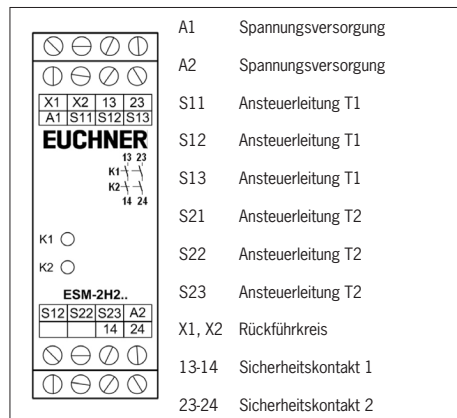 X1 X2 13 23
A1 S11 S12 S13
EUCHNER
13 23
K1
K2
14 24
K1
K2
ESM-2H2..
S12 S22 S23 A2
14 24
A1 Spannungsversorgung
A2 Spannungsversorgung
S11 Ansteuerleitung T1
S12 Ansteuerleitung T1
S13 Ansteuerleitung T1
S21 Ansteuerleitung T2
S22 Ansteuerleitung T2
S23 Ansteuerleitung T2
X1, X2 Rückführkreis
13-14 Sicherheitskontakt 1
23-24 Sicherheitskontakt 2